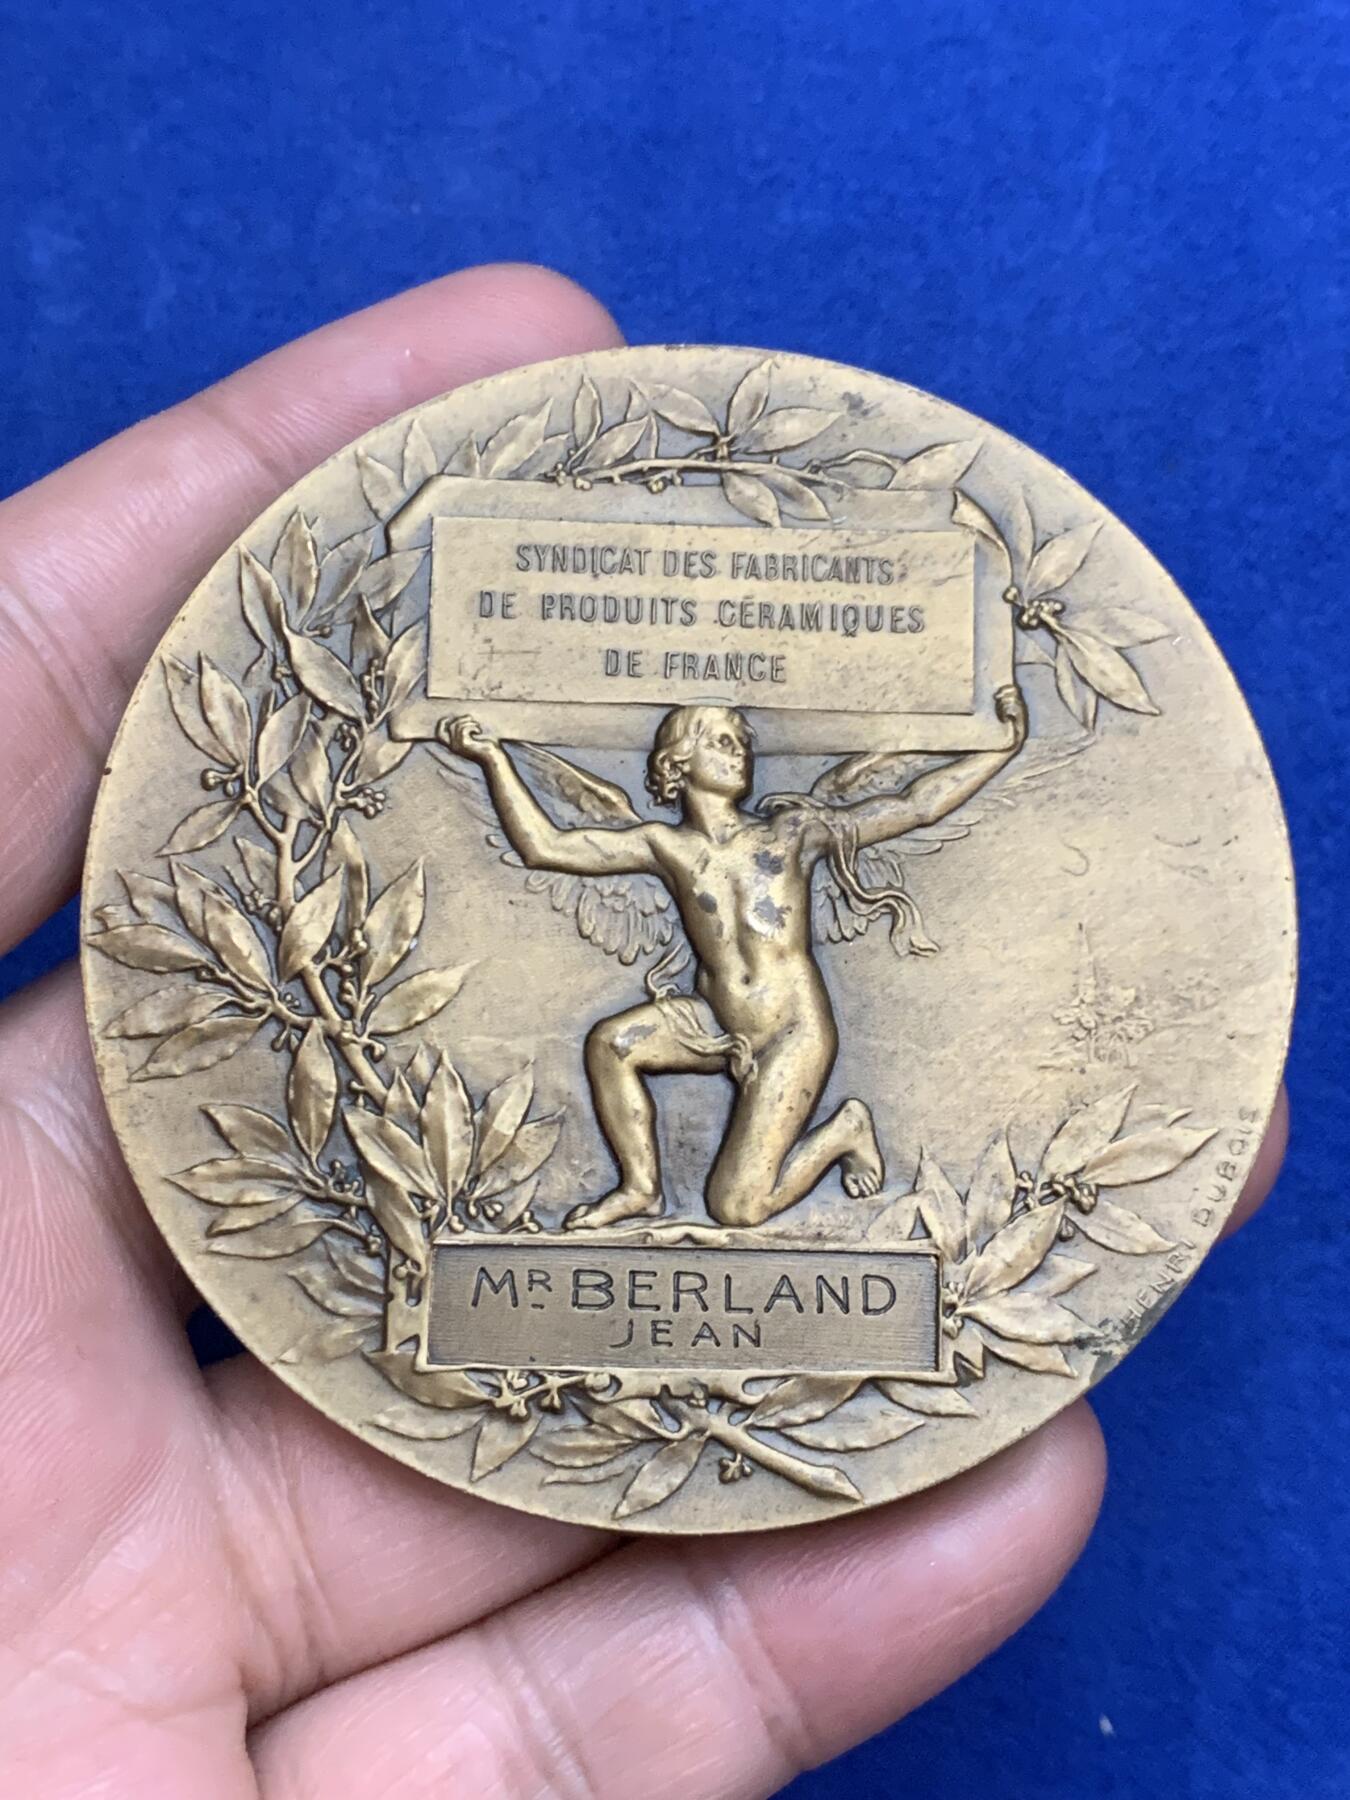 SYNDICAT DES FABRICANTS
DE PRODUITS CÉRAMIQUES
DE FRANCE
MR BERLAND
JEAN
HENRI DUBOIS